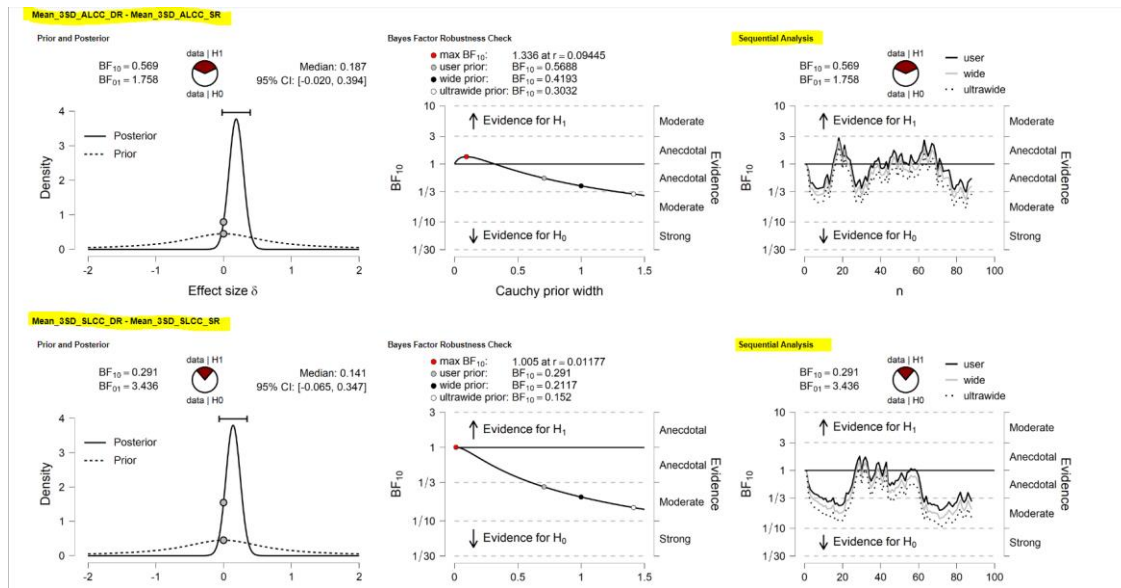 Mean_3SD_ALCC_DR - Mean_3SD_ALCC_SR
Prior and Posterior
BF₁₀ = 0.569
BF₀₁ = 1.758
data | H1
data | H0
Median: 0.187
95% CI: [-0.020, 0.394]
Posterior
Prior
Density
4
3
2
1
0
-2 -1 0 1 2
Effect size δ
Bayes Factor Robustness Check
max BF₁₀: 1.336 at r = 0.09445
user prior: BF₁₀ = 0.5688
wide prior: BF₁₀ = 0.4193
ultrawide prior: BF₁₀ = 0.3032
Evidence for H₁
Evidence for H₀
BF₁₀
10
3
1
1/3
1/10
1/30
Moderate
Anecdotal
Anecdotal
Moderate
Strong
Evidence
0 0.5 1 1.5
Cauchy prior width
Sequential Analysis
BF₁₀ = 0.569
BF₀₁ = 1.758
data | H1
data | H0
user
wide
ultrawide
Evidence for H₁
Evidence for H₀
BF₁₀
10
3
1
1/3
1/10
1/30
Moderate
Anecdotal
Anecdotal
Moderate
Strong
Evidence
0 20 40 60 80 100
n
Mean_3SD_SLCC_DR - Mean_3SD_SLCC_SR
Prior and Posterior
BF₁₀ = 0.291
BF₀₁ = 3.436
data | H1
data | H0
Median: 0.141
95% CI: [-0.065, 0.347]
Posterior
Prior
Density
4
3
2
1
0
-2 -1 0 1 2
Bayes Factor Robustness Check
max BF₁₀: 1.005 at r = 0.01177
user prior: BF₁₀ = 0.291
wide prior: BF₁₀ = 0.2117
ultrawide prior: BF₁₀ = 0.152
Evidence for H₁
Evidence for H₀
BF₁₀
3
1
1/3
1/10
1/30
Anecdotal
Anecdotal
Moderate
Strong
Evidence
0 0.5 1 1.5
Sequential Analysis
BF₁₀ = 0.291
BF₀₁ = 3.436
data | H1
data | H0
user
wide
ultrawide
Evidence for H₁
Evidence for H₀
BF₁₀
10
3
1
1/3
1/10
1/30
Moderate
Anecdotal
Anecdotal
Moderate
Strong
Evidence
0 20 40 60 80 100